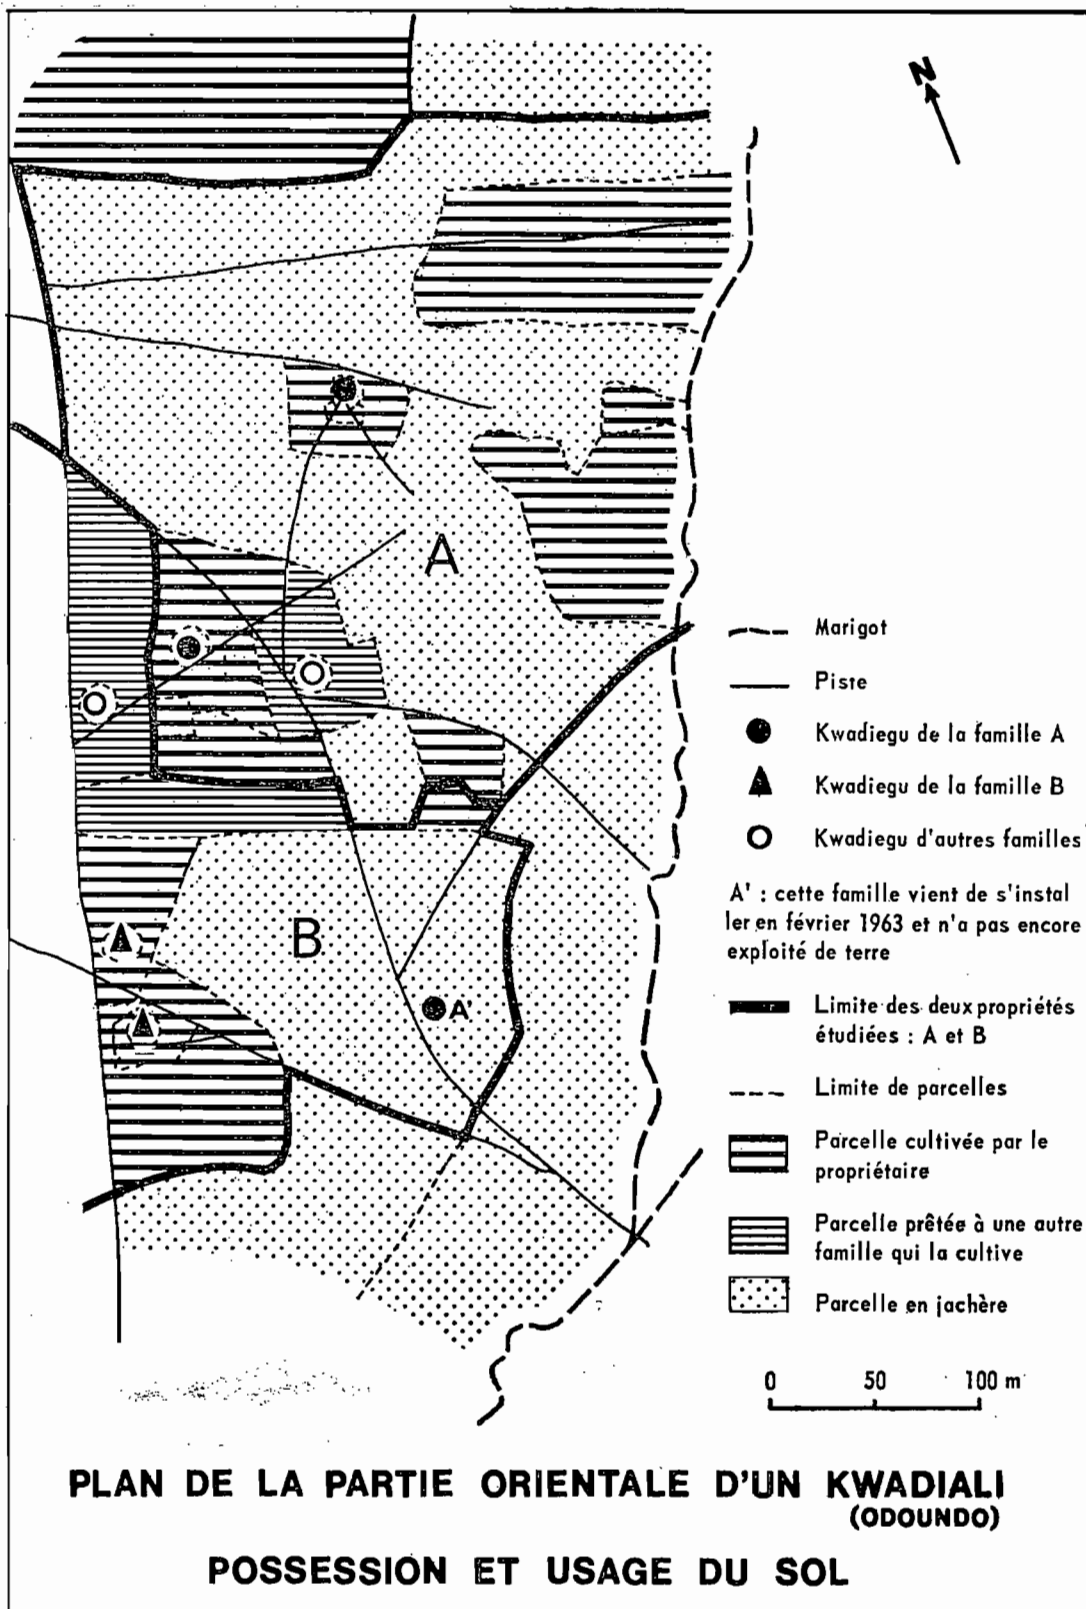 N
A
B
A'
Marigot
Piste
Kwadiegu de la famille A
Kwadiegu de la famille B
Kwadiegu d'autres familles
A' : cette famille vient de s'instal
ler en février 1963 et n'a pas encore
exploité de terre
Limite des deux propriétés
étudiées : A et B
Limite de parcelles
Parcelle cultivée par le
propriétaire
Parcelle prêtée à une autre
famille qui la cultive
Parcelle en jachère
0 50 100 m
PLAN DE LA PARTIE ORIENTALE D'UN KWADIALI
(ODOUNDO)
POSSESSION ET USAGE DU SOL